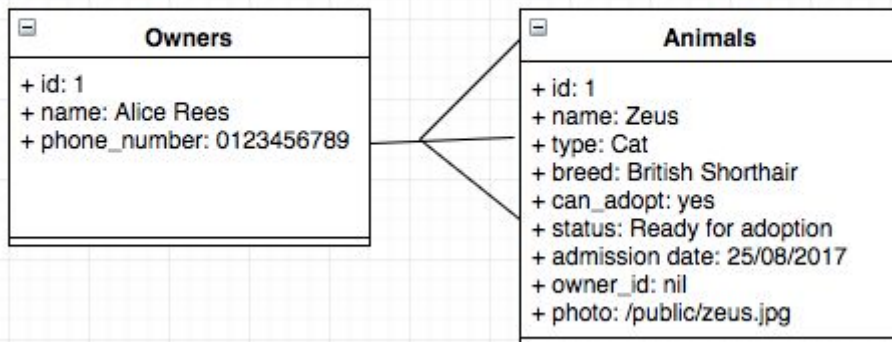 Owners
+ id: 1
+ name: Alice Rees
+ phone_number: 0123456789
Animals
+ id: 1
+ name: Zeus
+ type: Cat
+ breed: British Shorthair
+ can_adopt: yes
+ status: Ready for adoption
+ admission date: 25/08/2017
+ owner_id: nil
+ photo: /public/zeus.jpg